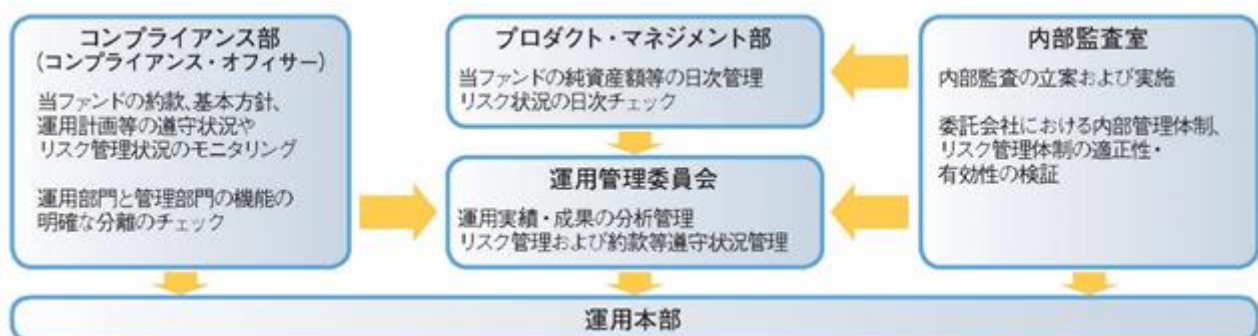 コンプライアンス部
（コンプライアンス・オフィサー）
当ファンドの約款、基本方針、
運用計画等の遵守状況や
リスク管理状況のモニタリング
運用部門と管理部門の機能の
明確な分離のチェック
プロダクト・マネジメント部
当ファンドの純資産額等の日次管理
リスク状況の日次チェック
運用管理委員会
運用実績・成果の分析管理
リスク管理および約款等遵守状況管理
内部監査室
内部監査の立案および実施
委託会社における内部管理体制、
リスク管理体制の適正性・
有効性の検証
運用本部